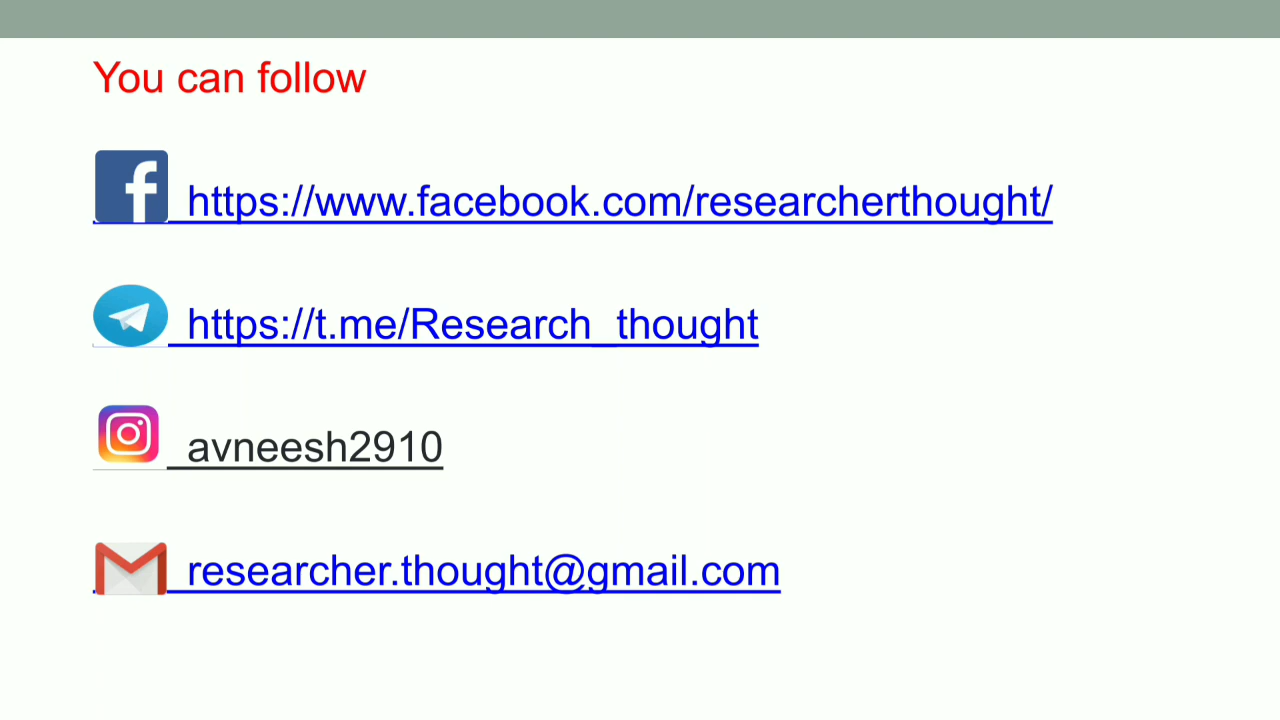 You can follow
https://www.facebook.com/researcherthought/
https://t.me/Research_thought
avneesh2910
researcher.thought@gmail.com